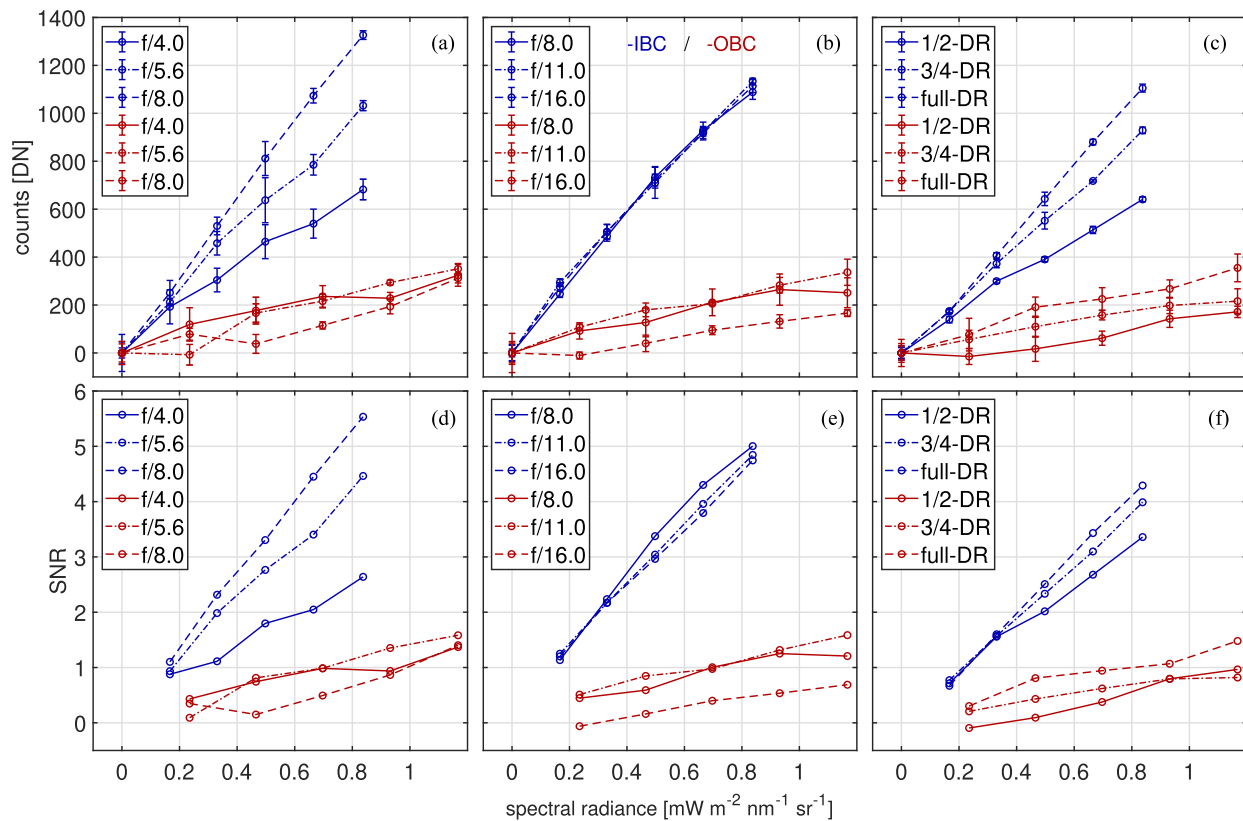 1400
1200
1000
800
600
400
200
0
counts [DN]
f/4.0
f/5.6
f/8.0
f/4.0
f/5.6
f/8.0
(a)
f/8.0
f/11.0
f/16.0
f/8.0
f/11.0
f/16.0
-IBC / -OBC
(b)
1/2-DR
3/4-DR
full-DR
1/2-DR
3/4-DR
full-DR
(c)
6
5
4
3
2
1
0
SNR
f/4.0
f/5.6
f/8.0
f/4.0
f/5.6
f/8.0
(d)
f/8.0
f/11.0
f/16.0
f/8.0
f/11.0
f/16.0
(e)
1/2-DR
3/4-DR
full-DR
1/2-DR
3/4-DR
full-DR
(f)
0 0.2 0.4 0.6 0.8 1
0 0.2 0.4 0.6 0.8 1
0 0.2 0.4 0.6 0.8 1
spectral radiance [mW m⁻² nm⁻¹ sr⁻¹]